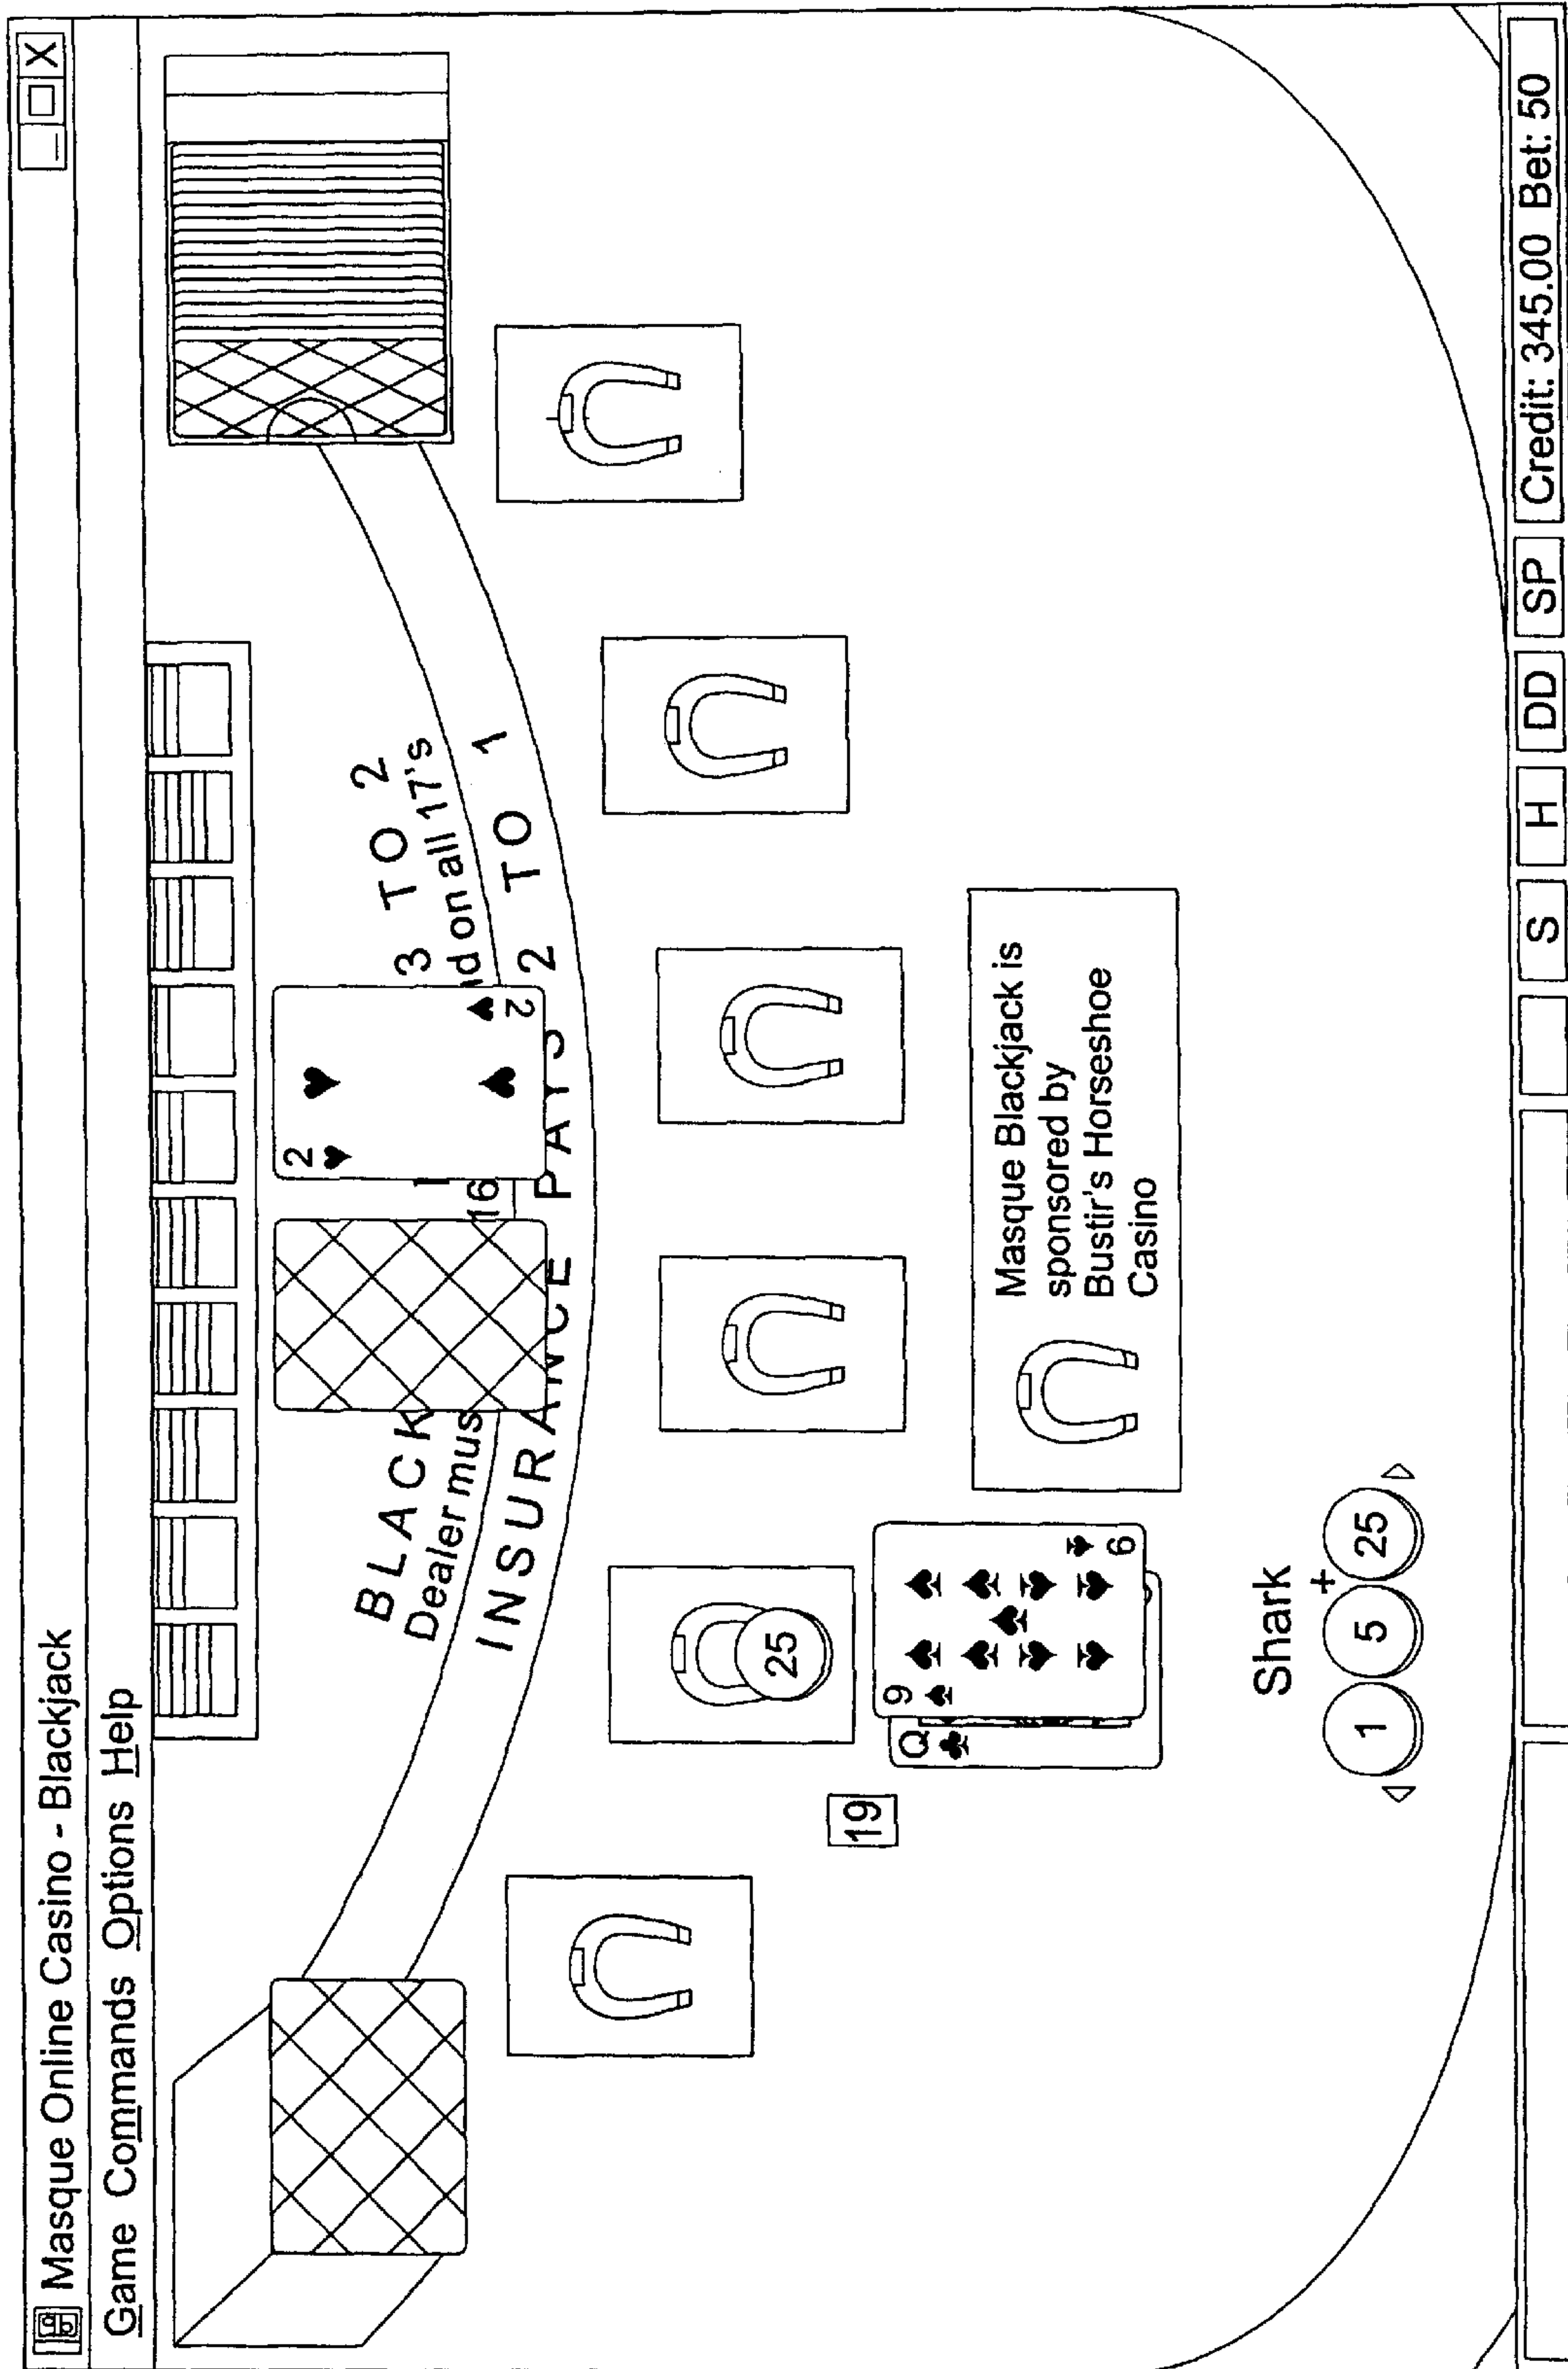 Masque Online Casino - Blackjack
_ X
Game Commands Options Help
2
2
BLACK 3 TO 2
Dealer mus 16 d on all 17's
INSURANCE PAYS 2 TO 1
25
19
Q
9
9
Masque Blackjack is
sponsored by
Bustir's Horseshoe
Casino
Shark
+
1 5 25
S H DD SP Credit: 345.00 Bet: 50